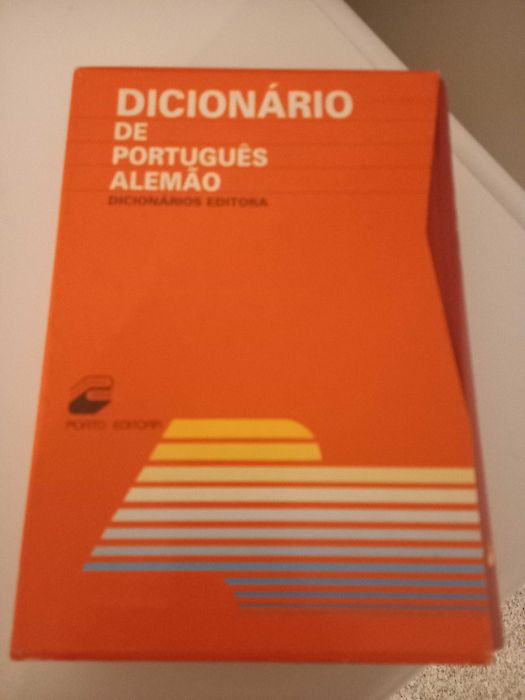 DICIONÁRIO
DE
PORTUGUÊS
ALEMÃO
DICIONÁRIOS EDITORA
PORTO EDITORA